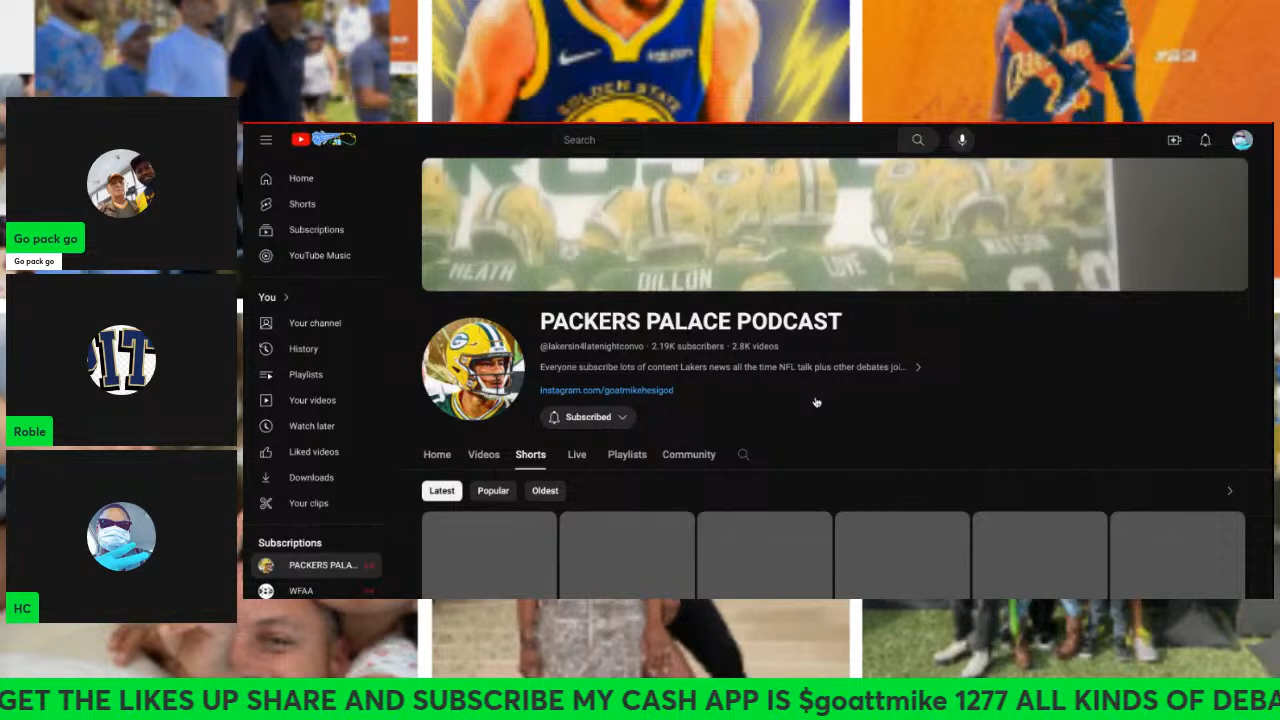 GOLDEN STATE
Go pack go
Go pack go
Roble
HC
Search
Home
Shorts
Subscriptions
YouTube Music
You
Your channel
History
Playlists
Your videos
Watch later
Liked videos
Downloads
Your clips
Subscriptions
PACKERS PALA...
WFAA
HEATH
DILLON
LOVE
WATSON
PACKERS PALACE PODCAST
@lakersin4latenightconvo · 2.19K subscribers · 2.8K videos
Everyone subscribe lots of content Lakers news all the time NFL talk plus other debates joi...
instagram.com/goatmikehesigod
Subscribed
Home Videos Shorts Live Playlists Community
Latest Popular Oldest
GET THE LIKES UP SHARE AND SUBSCRIBE MY CASH APP IS $goattmike 1277 ALL KINDS OF DEBA